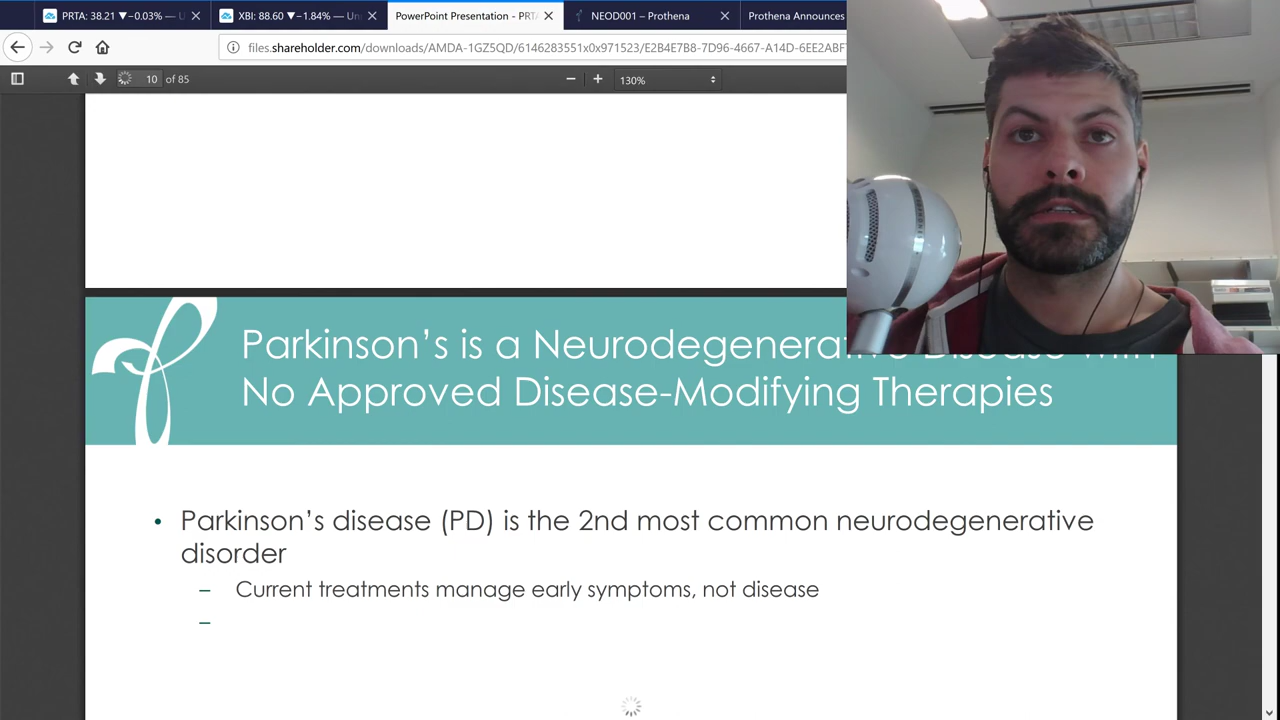 PRTA: 38.21 ▼−0.03% — U
XBI: 88.60 ▼−1.84% — Un
PowerPoint Presentation - PRTA
NEOD001 – Prothena
Prothena Announces
files.shareholder.com/downloads/AMDA-1GZ5QD/6146283551x0x971523/E2B4E7B8-7D96-4667-A14D-6EE2ABF
10 of 85
130%
Parkinson's is a Neurodegenerative Disease with
No Approved Disease-Modifying Therapies
• Parkinson's disease (PD) is the 2nd most common neurodegenerative
disorder
– Current treatments manage early symptoms, not disease
–